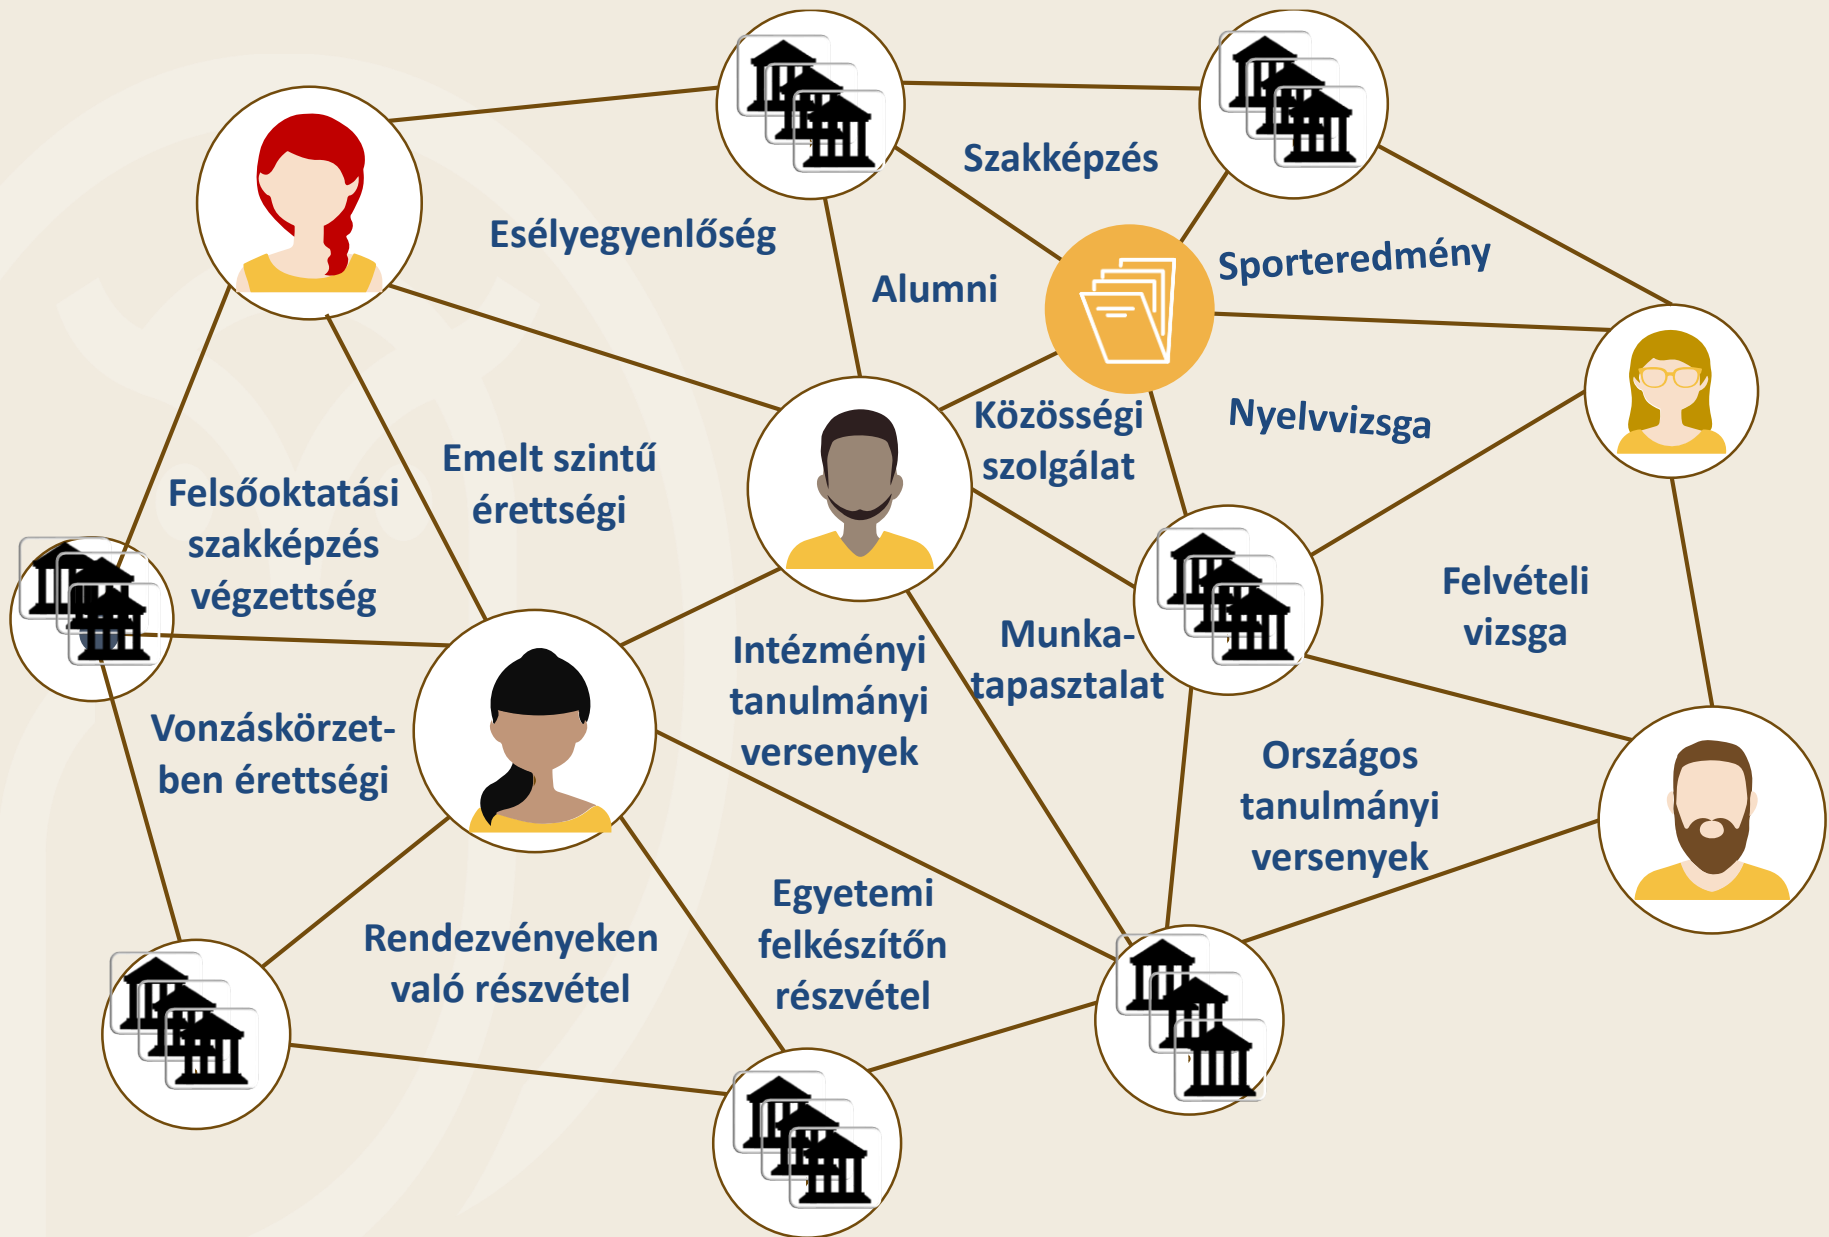 Szakképzés
Esélyegyenlőség
Sporteredmény
Alumni
Közösségi
szolgálat
Nyelvvizsga
Emelt szintű
érettségi
Felsőoktatási
szakképzés
végzettség
Felvételi
vizsga
Intézményi
tanulmányi
versenyek
Munka-
tapasztalat
Vonzáskörzet-
ben érettségi
Országos
tanulmányi
versenyek
Rendezvényeken
való részvétel
Egyetemi
felkészítőn
részvétel